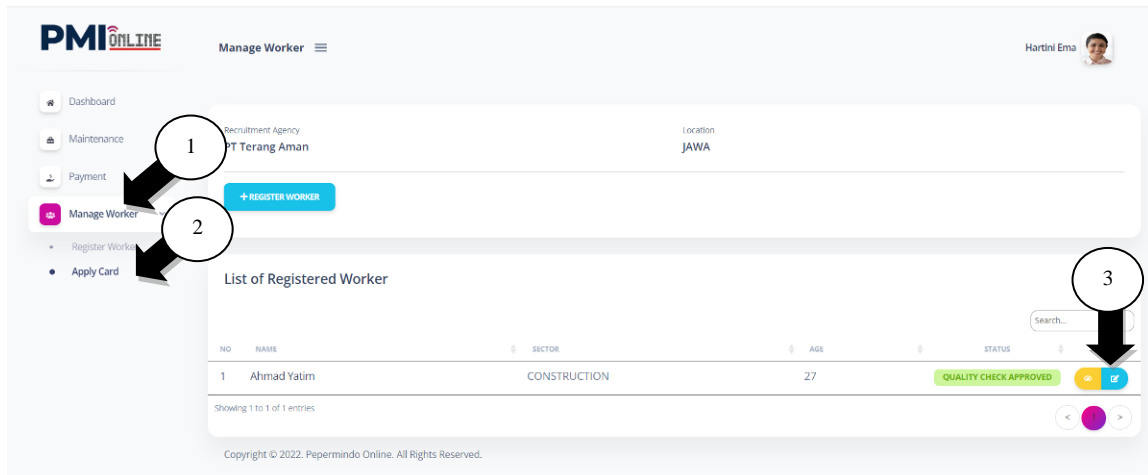 PMI ONLINE
Manage Worker
Hartini Ema
Dashboard
Maintenance
Payment
Manage Worker
Register Worke
Apply Card
1
2
3
Recruitment Agency
PT Terang Aman
Location
JAWA
+ REGISTER WORKER
List of Registered Worker
Search...
NO NAME SECTOR AGE STATUS
1 Ahmad Yatim CONSTRUCTION 27 QUALITY CHECK APPROVED
Showing 1 to 1 of 1 entries
< 1 >
Copyright © 2022. Pepermindo Online. All Rights Reserved.